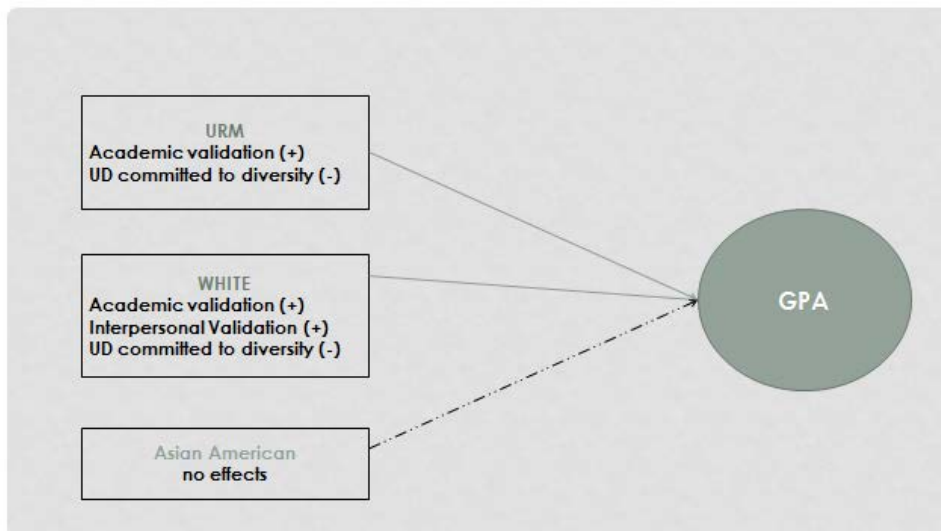 URM
Academic validation (+)
UD committed to diversity (-)
WHITE
Academic validation (+)
Interpersonal Validation (+)
UD committed to diversity (-)
GPA
Asian American
no effects